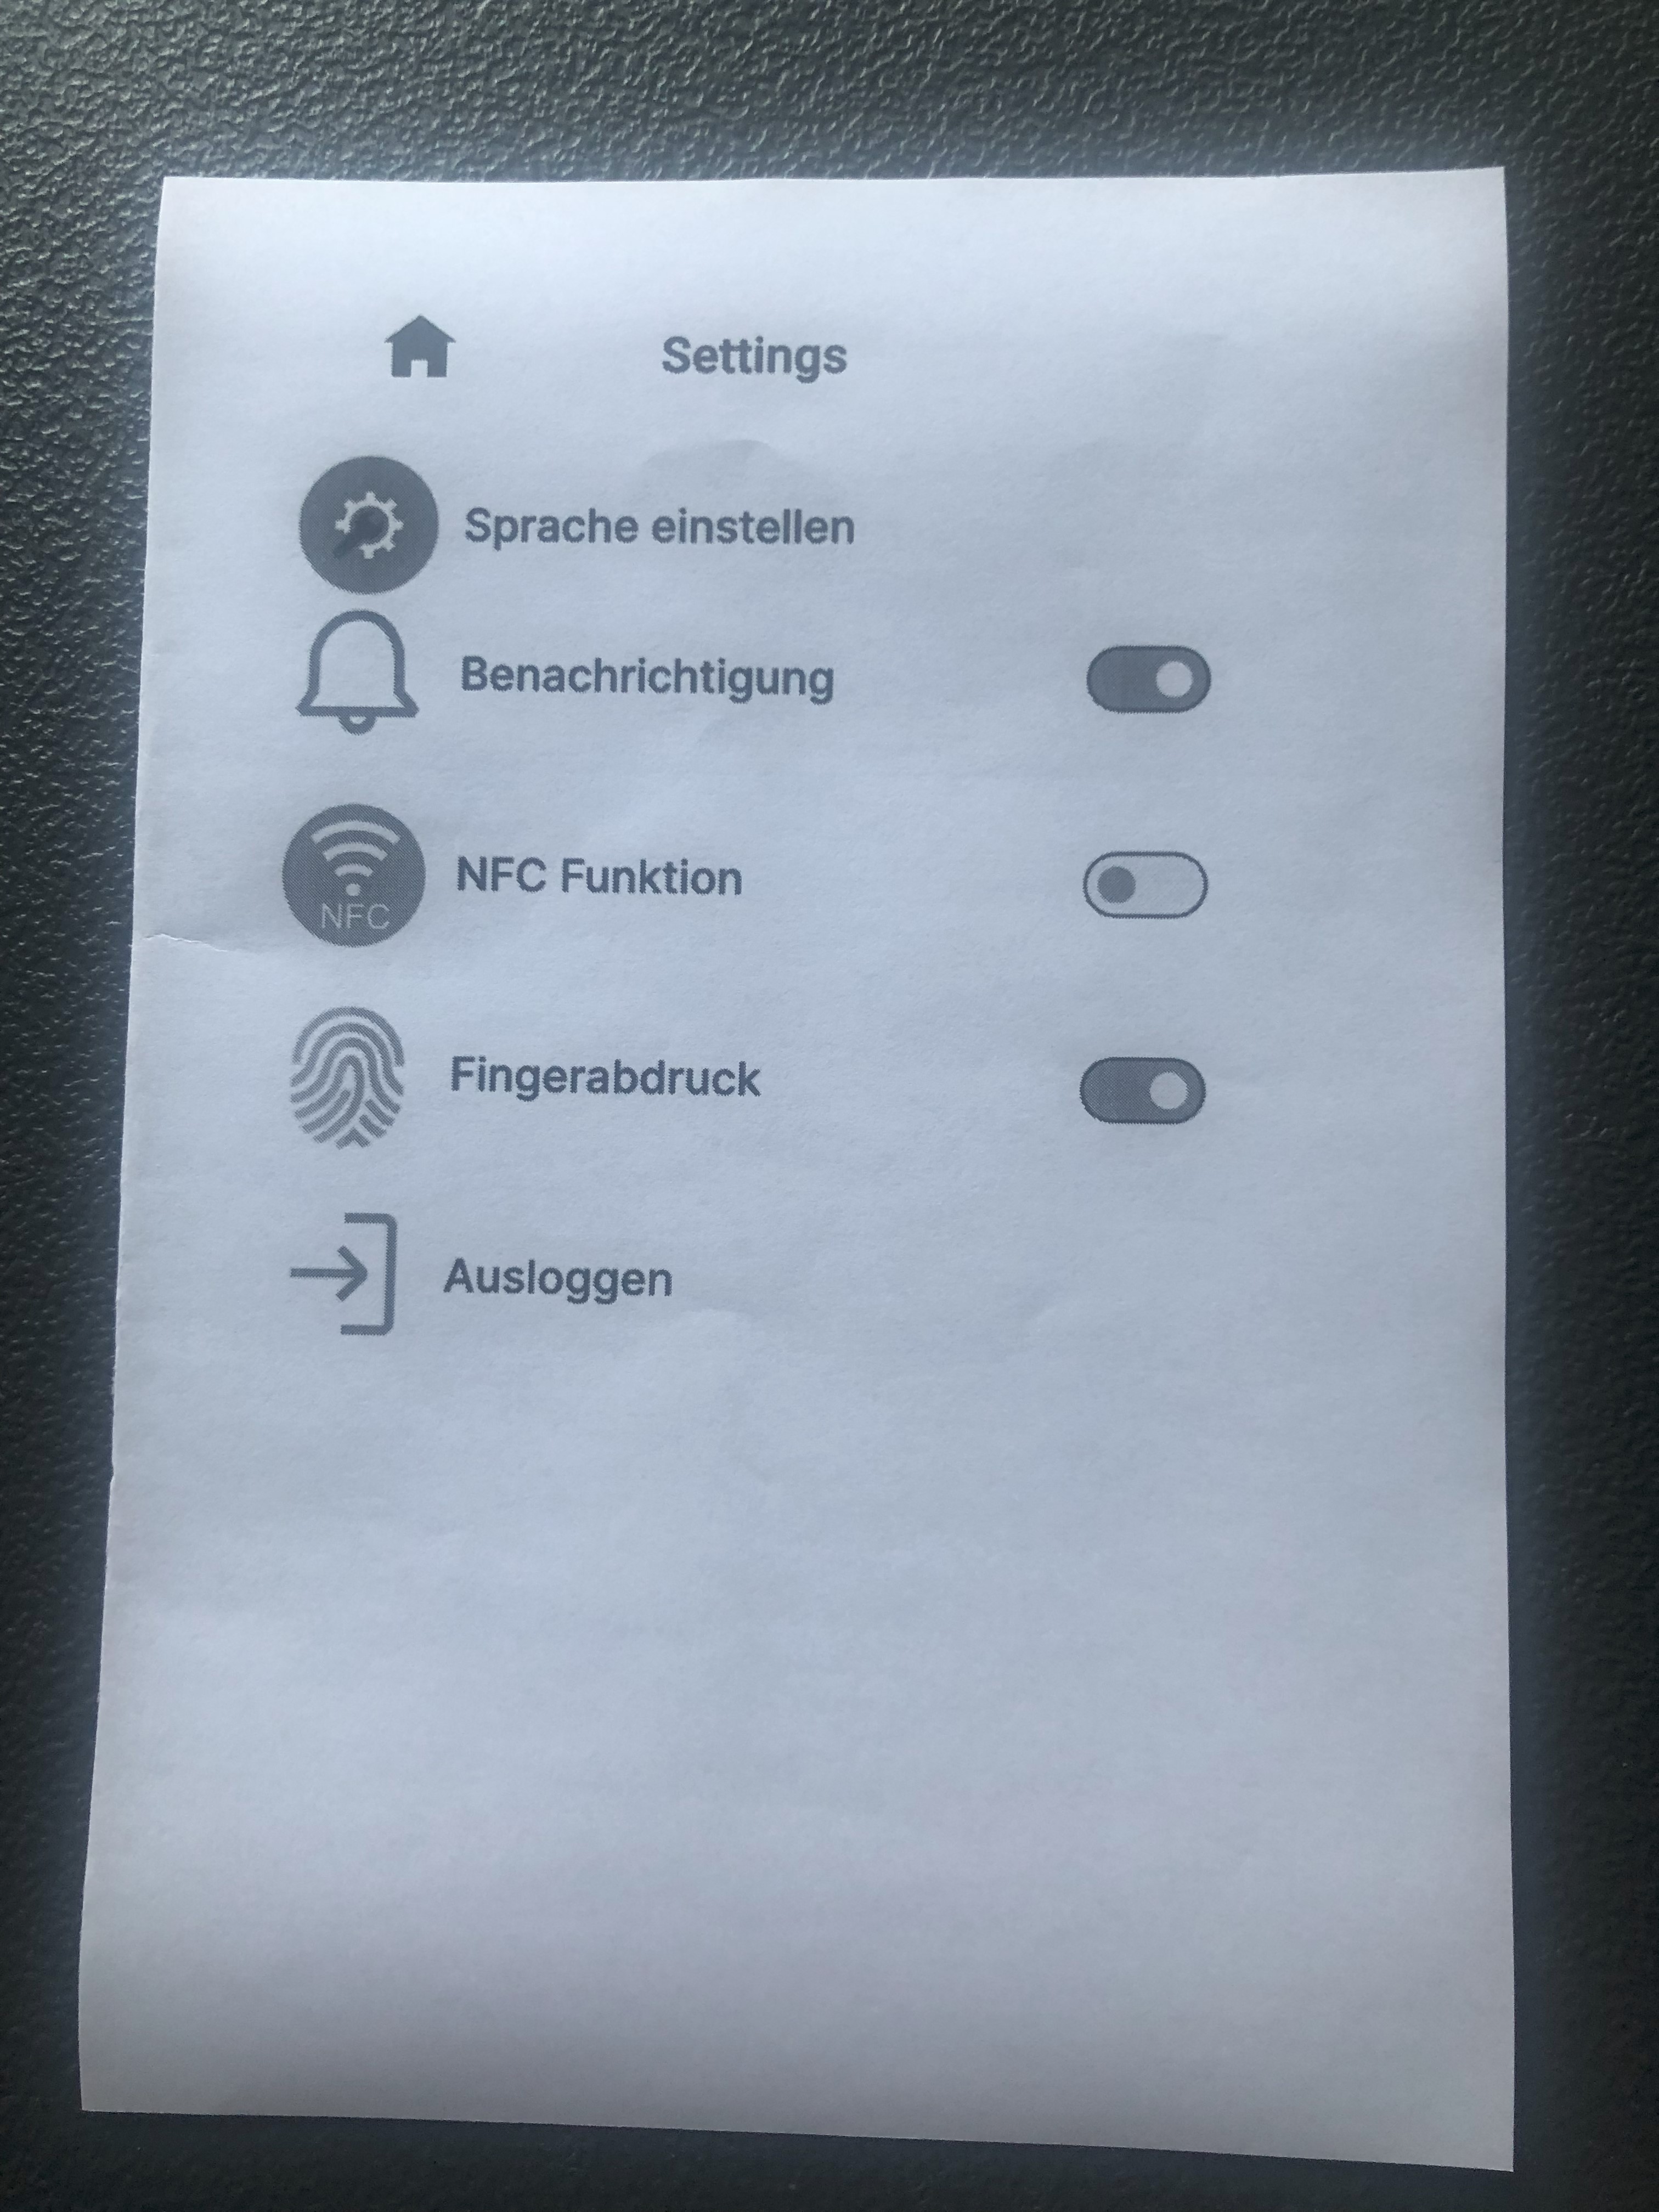 Settings
Sprache einstellen
Benachrichtigung
NFC Funktion
NFC
Fingerabdruck
Ausloggen